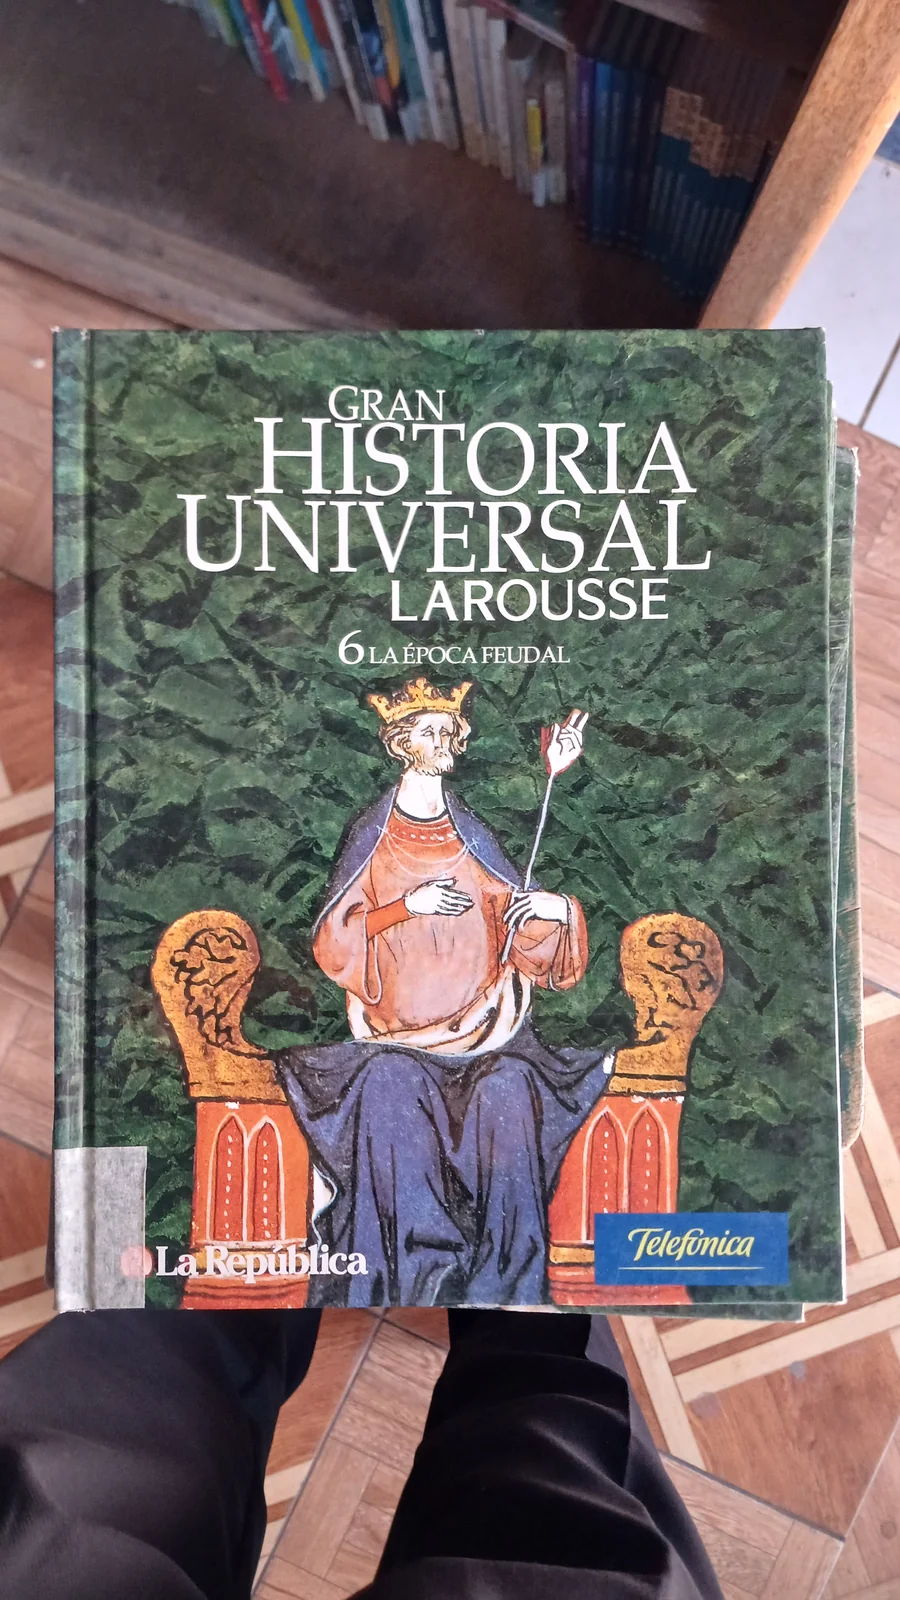 GRAN
HISTORIA
UNIVERSAL
LAROUSSE
6 LA ÉPOCA FEUDAL
La República
Telefónica